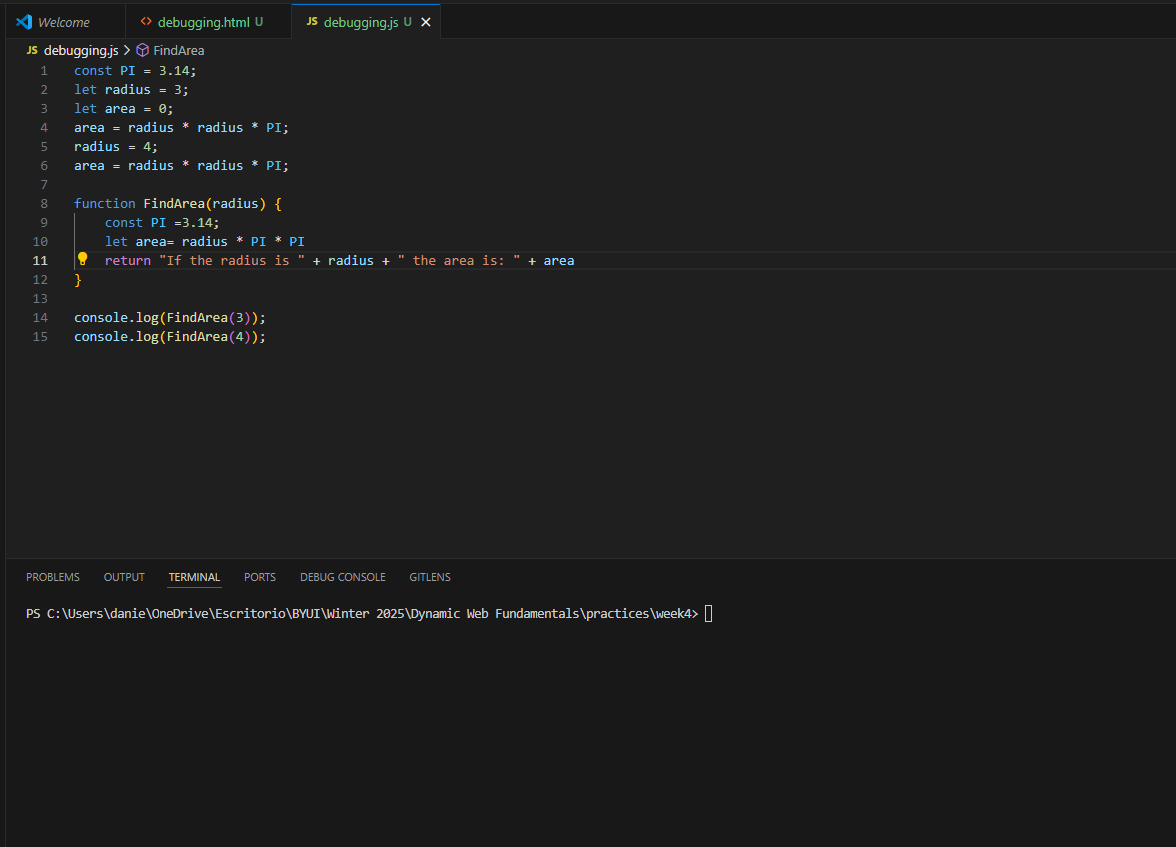 Welcome debugging.html U debugging.js U
JS debugging.js > FindArea
1 const PI = 3.14;
2 let radius = 3;
3 let area = 0;
4 area = radius * radius * PI;
5 radius = 4;
6 area = radius * radius * PI;
7
8 function FindArea(radius) {
9 const PI =3.14;
10 let area= radius * PI * PI
11 return "If the radius is " + radius + " the area is: " + area
12 }
13
14 console.log(FindArea(3));
15 console.log(FindArea(4));
PROBLEMS OUTPUT TERMINAL PORTS DEBUG CONSOLE GITLENS
PS C:\Users\danie\OneDrive\Escritorio\BYUI\Winter 2025\Dynamic Web Fundamentals\practices\week4>